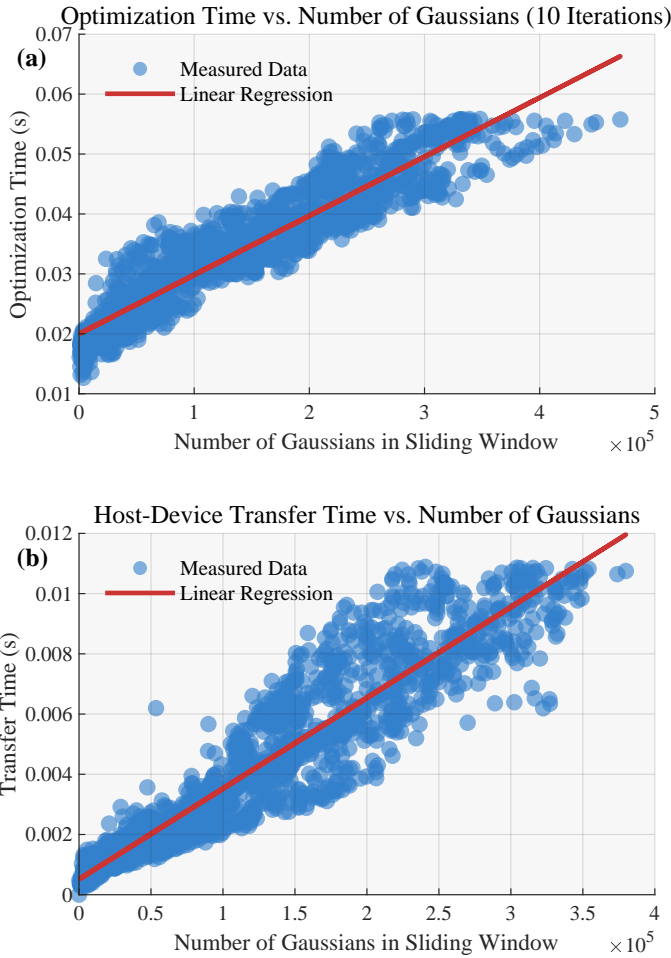 Optimization Time vs. Number of Gaussians (10 Iterations)
(a)
Measured Data
Linear Regression
Optimization Time (s)
0.07
0.06
0.05
0.04
0.03
0.02
0.01
0 1 2 3 4 5
Number of Gaussians in Sliding Window
×10^5
Host-Device Transfer Time vs. Number of Gaussians
(b)
Measured Data
Linear Regression
Transfer Time (s)
0.012
0.01
0.008
0.006
0.004
0.002
0
0 0.5 1 1.5 2 2.5 3 3.5 4
Number of Gaussians in Sliding Window
×10^5